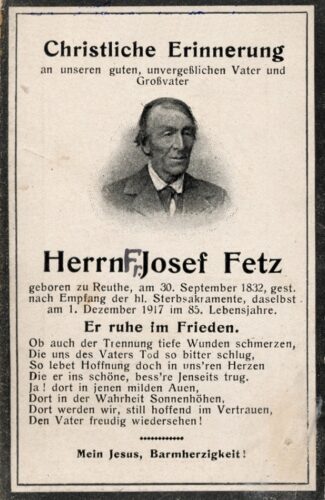 Christliche Erinnerung
an unseren guten, unvergeßlichen Vater und
Großvater
Herrn Fr. Josef Fetz
geboren zu Reuthe, am 30. September 1832, gest.
nach Empfang der hl. Sterbsakramente, daselbst
am 1. Dezember 1917 im 85. Lebensjahre.
Er ruhe im Frieden.
Ob auch der Trennung tiefe Wunden schmerzen,
Die uns des Vaters Tod so bitter schlug,
So lebet Hoffnung doch in uns'ren Herzen
Die er ins schöne, bess're Jenseits trug.
Ja! dort in jenen milden Auen,
Dort in der Wahrheit Sonnenhöhen,
Dort werden wir, still hoffend im Vertrauen,
Den Vater freudig wiedersehen!
Mein Jesus, Barmherzigkeit!